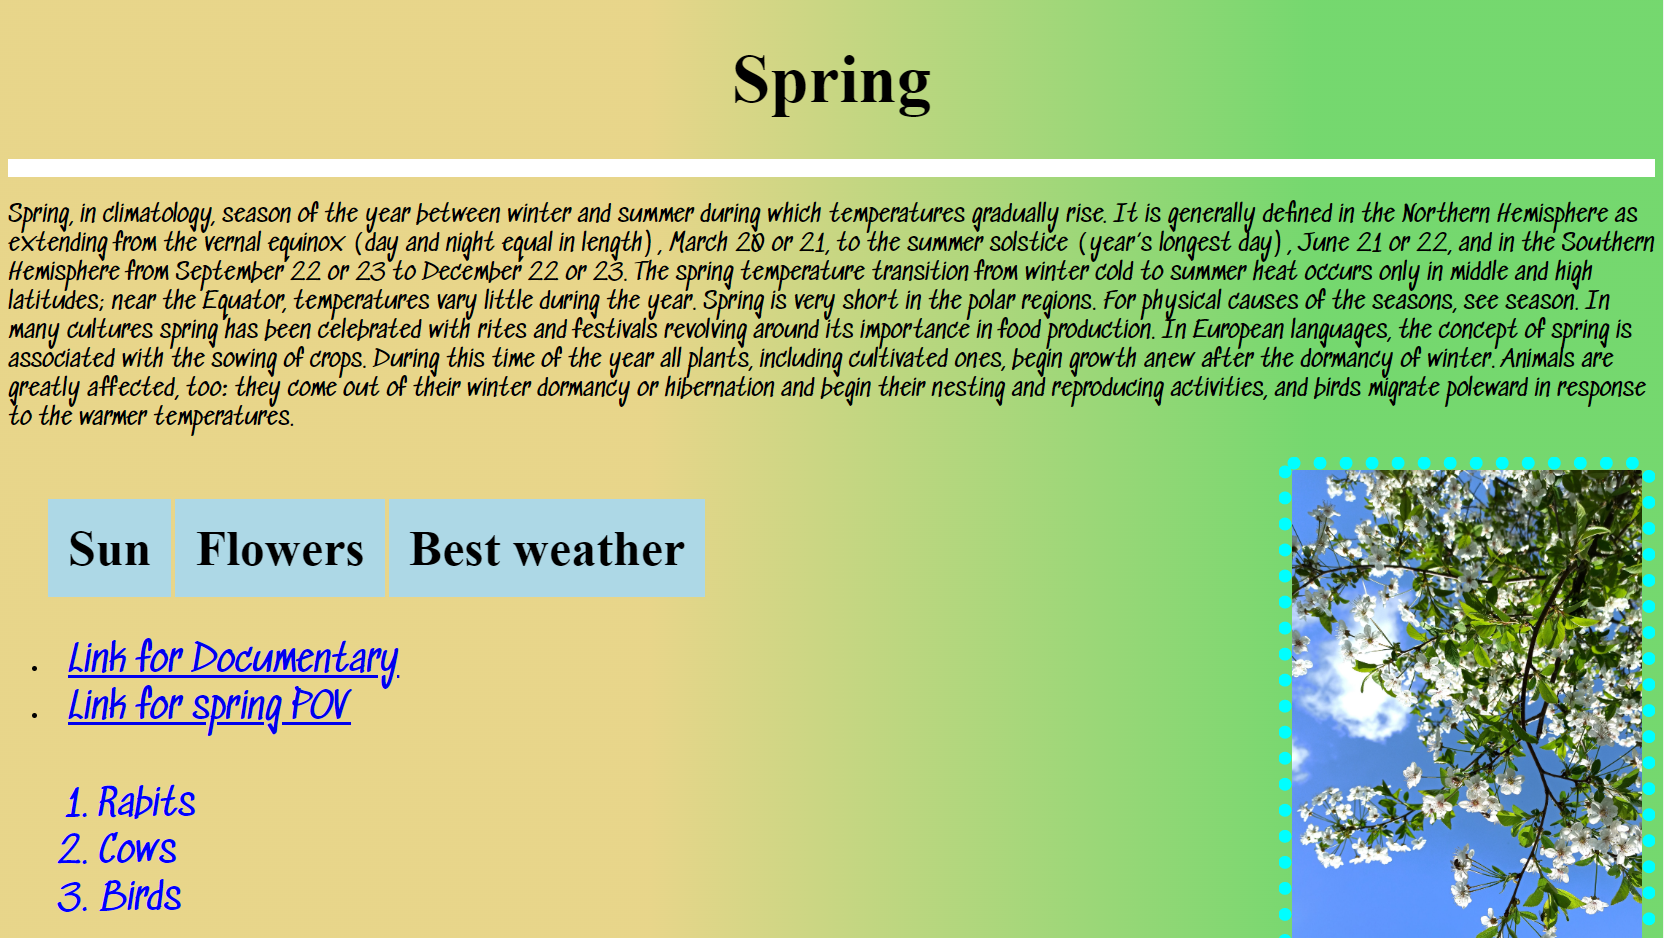 Spring
Spring, in climatology, season of the year between winter and summer during which temperatures gradually rise. It is generally defined in the Northern Hemisphere as
extending from the vernal equinox (day and night equal in length), March 20 or 21, to the summer solstice (year's longest day), June 21 or 22, and in the Southern
Hemisphere from September 22 or 23 to December 22 or 23. The spring temperature transition from winter cold to summer heat occurs only in middle and high
latitudes; near the Equator, temperatures vary little during the year. Spring is very short in the polar regions. For physical causes of the seasons, see season. In
many cultures spring has been celebrated with rites and festivals revolving around its importance in food production. In European languages, the concept of spring is
associated with the sowing of crops. During this time of the year all plants, including cultivated ones, begin growth anew after the dormancy of winter. Animals are
greatly affected, too: they come out of their winter dormancy or hibernation and begin their nesting and reproducing activities, and birds migrate poleward in response
to the warmer temperatures.
Sun Flowers Best weather
• Link for Documentary
• Link for spring POV
1. Rabits
2. Cows
3. Birds